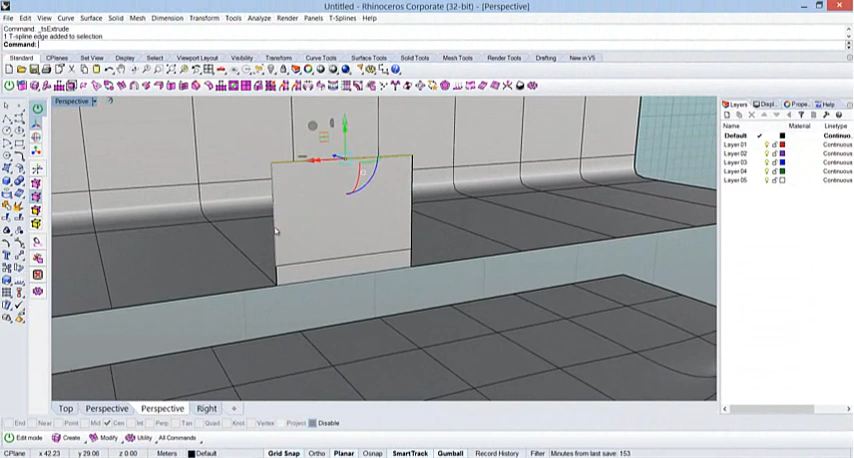 Untitled - Rhinoceros Corporate (32-bit) - [Perspective]
File Edit View Curve Surface Solid Mesh Dimension Transform Tools Analyze Render Panels T-Splines Help
Command: _tsExtrude
1 T-spline edge added to selection
Command:
Standard CPlanes Set View Display Select Viewport Layout Visibility Transform Curve Tools Surface Tools Solid Tools Mesh Tools Render Tools Drafting New in V5
Perspective
Layers Displ... Prope... Help
Name Material Linetype
Default Continuo...
Layer 01 Continuous
Layer 02 Continuous
Layer 03 Continuous
Layer 04 Continuous
Layer 05 Continuous
Top Perspective Perspective Right
End Near Point Mid Cen Int Perp Tan Quad Knot Vertex Project Disable
Edit mode Create Modify Utility All Commands
CPlane x 42.23 y 29.06 z 0.00 Meters Default Grid Snap Ortho Planar Osnap SmartTrack Gumball Record History Filter Minutes from last save: 153